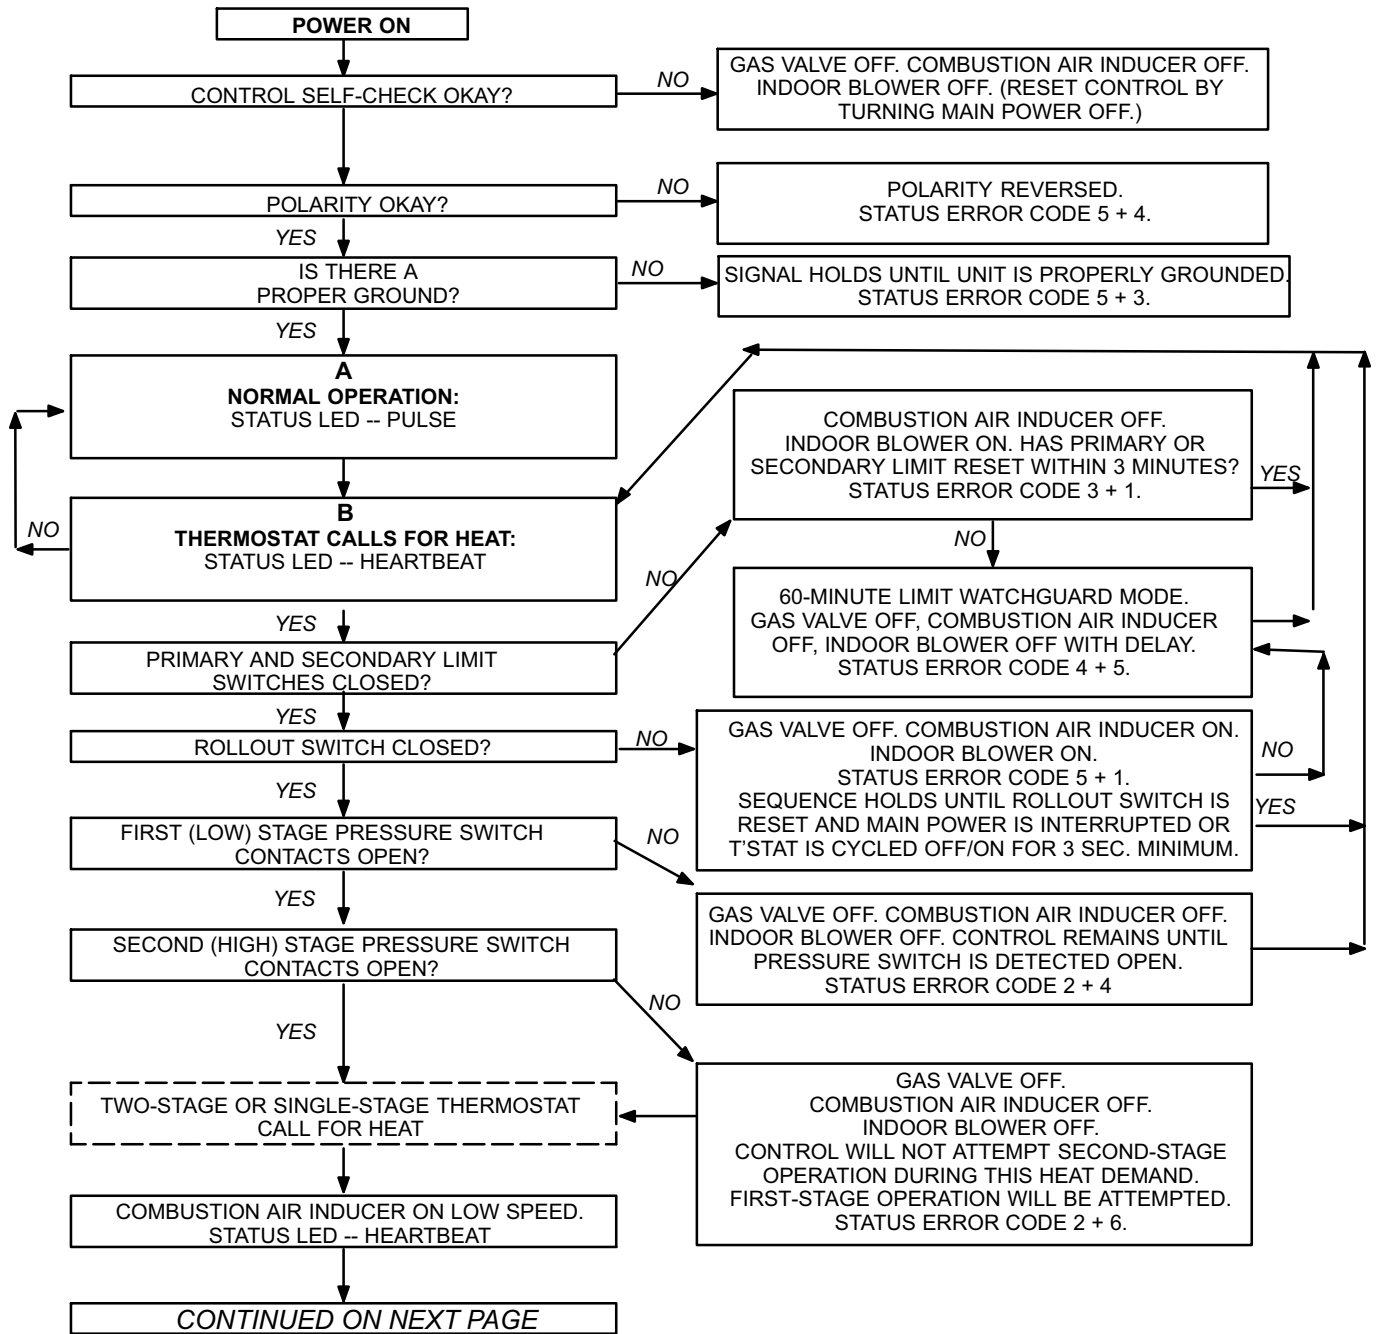 POWER ON
CONTROL SELF-CHECK OKAY?
NO
GAS VALVE OFF. COMBUSTION AIR INDUCER OFF.
INDOOR BLOWER OFF. (RESET CONTROL BY
TURNING MAIN POWER OFF.)
POLARITY OKAY?
NO
POLARITY REVERSED.
STATUS ERROR CODE 5 + 4.
YES
IS THERE A
PROPER GROUND?
NO
SIGNAL HOLDS UNTIL UNIT IS PROPERLY GROUNDED.
STATUS ERROR CODE 5 + 3.
YES
A
NORMAL OPERATION:
STATUS LED -- PULSE
NO
B
THERMOSTAT CALLS FOR HEAT:
STATUS LED -- HEARTBEAT
COMBUSTION AIR INDUCER OFF.
INDOOR BLOWER ON. HAS PRIMARY OR
SECONDARY LIMIT RESET WITHIN 3 MINUTES?
STATUS ERROR CODE 3 + 1.
YES
NO
NO
60-MINUTE LIMIT WATCHGUARD MODE.
GAS VALVE OFF, COMBUSTION AIR INDUCER
OFF, INDOOR BLOWER OFF WITH DELAY.
STATUS ERROR CODE 4 + 5.
YES
PRIMARY AND SECONDARY LIMIT
SWITCHES CLOSED?
YES
ROLLOUT SWITCH CLOSED?
NO
GAS VALVE OFF. COMBUSTION AIR INDUCER ON.
INDOOR BLOWER ON.
STATUS ERROR CODE 5 + 1.
SEQUENCE HOLDS UNTIL ROLLOUT SWITCH IS
RESET AND MAIN POWER IS INTERRUPTED OR
T'STAT IS CYCLED OFF/ON FOR 3 SEC. MINIMUM.
NO
YES
YES
FIRST (LOW) STAGE PRESSURE SWITCH
CONTACTS OPEN?
NO
GAS VALVE OFF. COMBUSTION AIR INDUCER OFF.
INDOOR BLOWER OFF. CONTROL REMAINS UNTIL
PRESSURE SWITCH IS DETECTED OPEN.
STATUS ERROR CODE 2 + 4
YES
SECOND (HIGH) STAGE PRESSURE SWITCH
CONTACTS OPEN?
NO
GAS VALVE OFF.
COMBUSTION AIR INDUCER OFF.
INDOOR BLOWER OFF.
CONTROL WILL NOT ATTEMPT SECOND-STAGE
OPERATION DURING THIS HEAT DEMAND.
FIRST-STAGE OPERATION WILL BE ATTEMPTED.
STATUS ERROR CODE 2 + 6.
YES
TWO-STAGE OR SINGLE-STAGE THERMOSTAT
CALL FOR HEAT
COMBUSTION AIR INDUCER ON LOW SPEED.
STATUS LED -- HEARTBEAT
CONTINUED ON NEXT PAGE